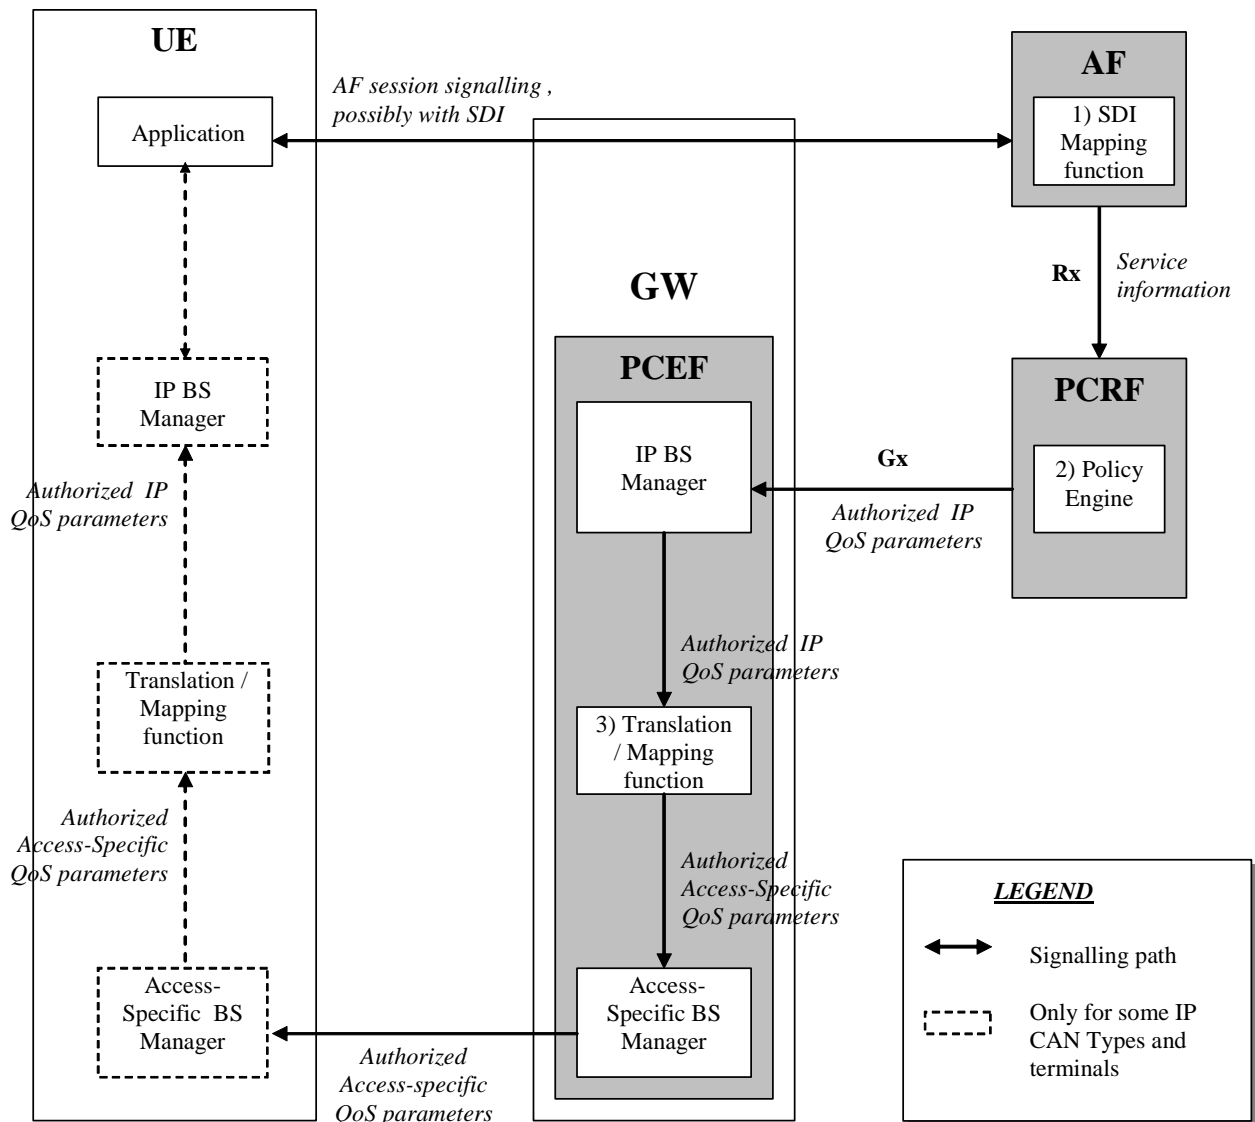 UE
Application
AF session signalling ,
possibly with SDI
AF
1) SDI
Mapping
function
Rx
Service
information
GW
PCEF
IP BS
Manager
PCRF
2) Policy
Engine
Gx
Authorized IP
QoS parameters
IP BS
Manager
Authorized IP
QoS parameters
Authorized IP
QoS parameters
Translation /
Mapping
function
3) Translation
/ Mapping
function
Authorized
Access-Specific
QoS parameters
Authorized
Access-Specific
QoS parameters
Access-
Specific BS
Manager
Access-
Specific BS
Manager
Authorized
Access-specific
QoS parameters
LEGEND
Signalling path
Only for some IP
CAN Types and
terminals